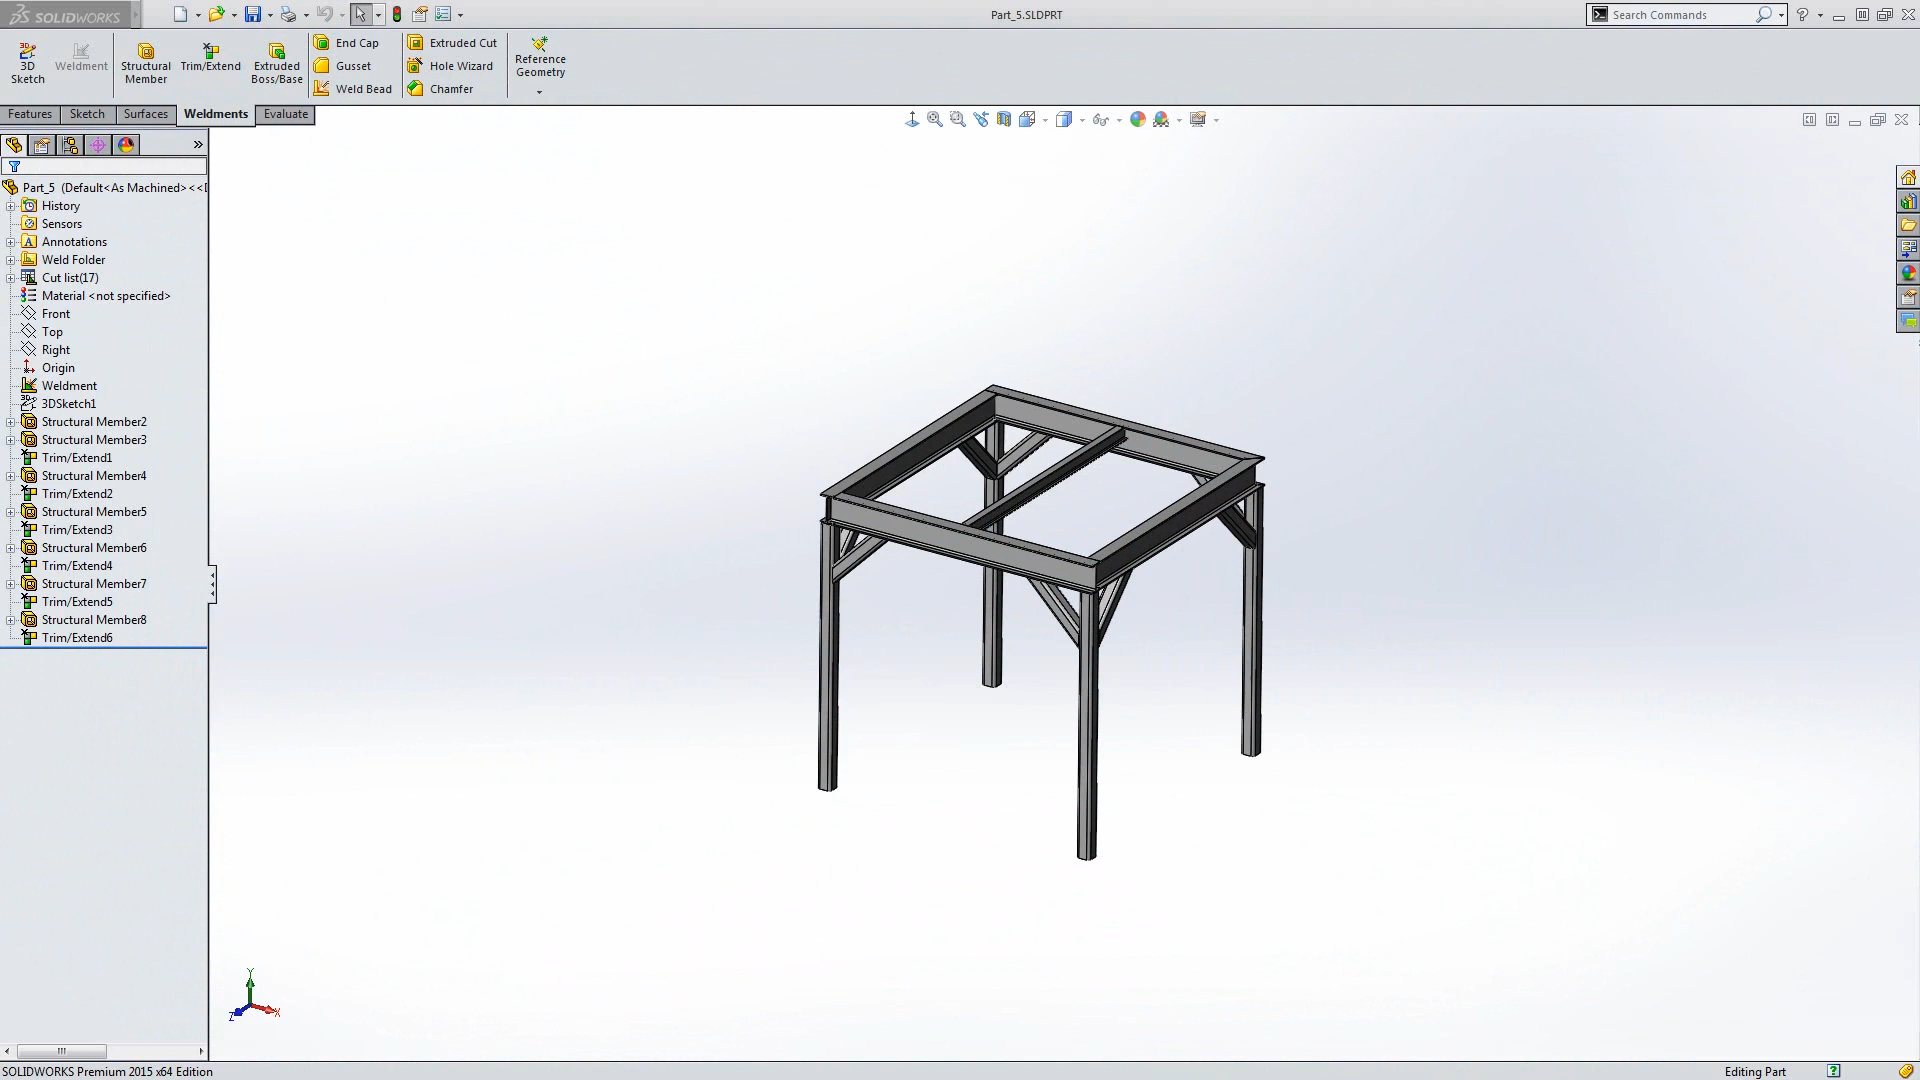 SOLIDWORKS
Part_5.SLDPRT
Search Commands
3D Sketch
Weldment
Structural Member
Trim/Extend
Extruded Boss/Base
End Cap
Gusset
Weld Bead
Extruded Cut
Hole Wizard
Chamfer
Reference Geometry
Features
Sketch
Surfaces
Weldments
Evaluate
Part_5 (Default<As Machined><<
History
Sensors
Annotations
Weld Folder
Cut list(17)
Material <not specified>
Front
Top
Right
Origin
Weldment
3DSketch1
Structural Member2
Structural Member3
Trim/Extend1
Structural Member4
Trim/Extend2
Structural Member5
Trim/Extend3
Structural Member6
Trim/Extend4
Structural Member7
Trim/Extend5
Structural Member8
Trim/Extend6
Y
Z
X
SOLIDWORKS Premium 2015 x64 Edition
Editing Part